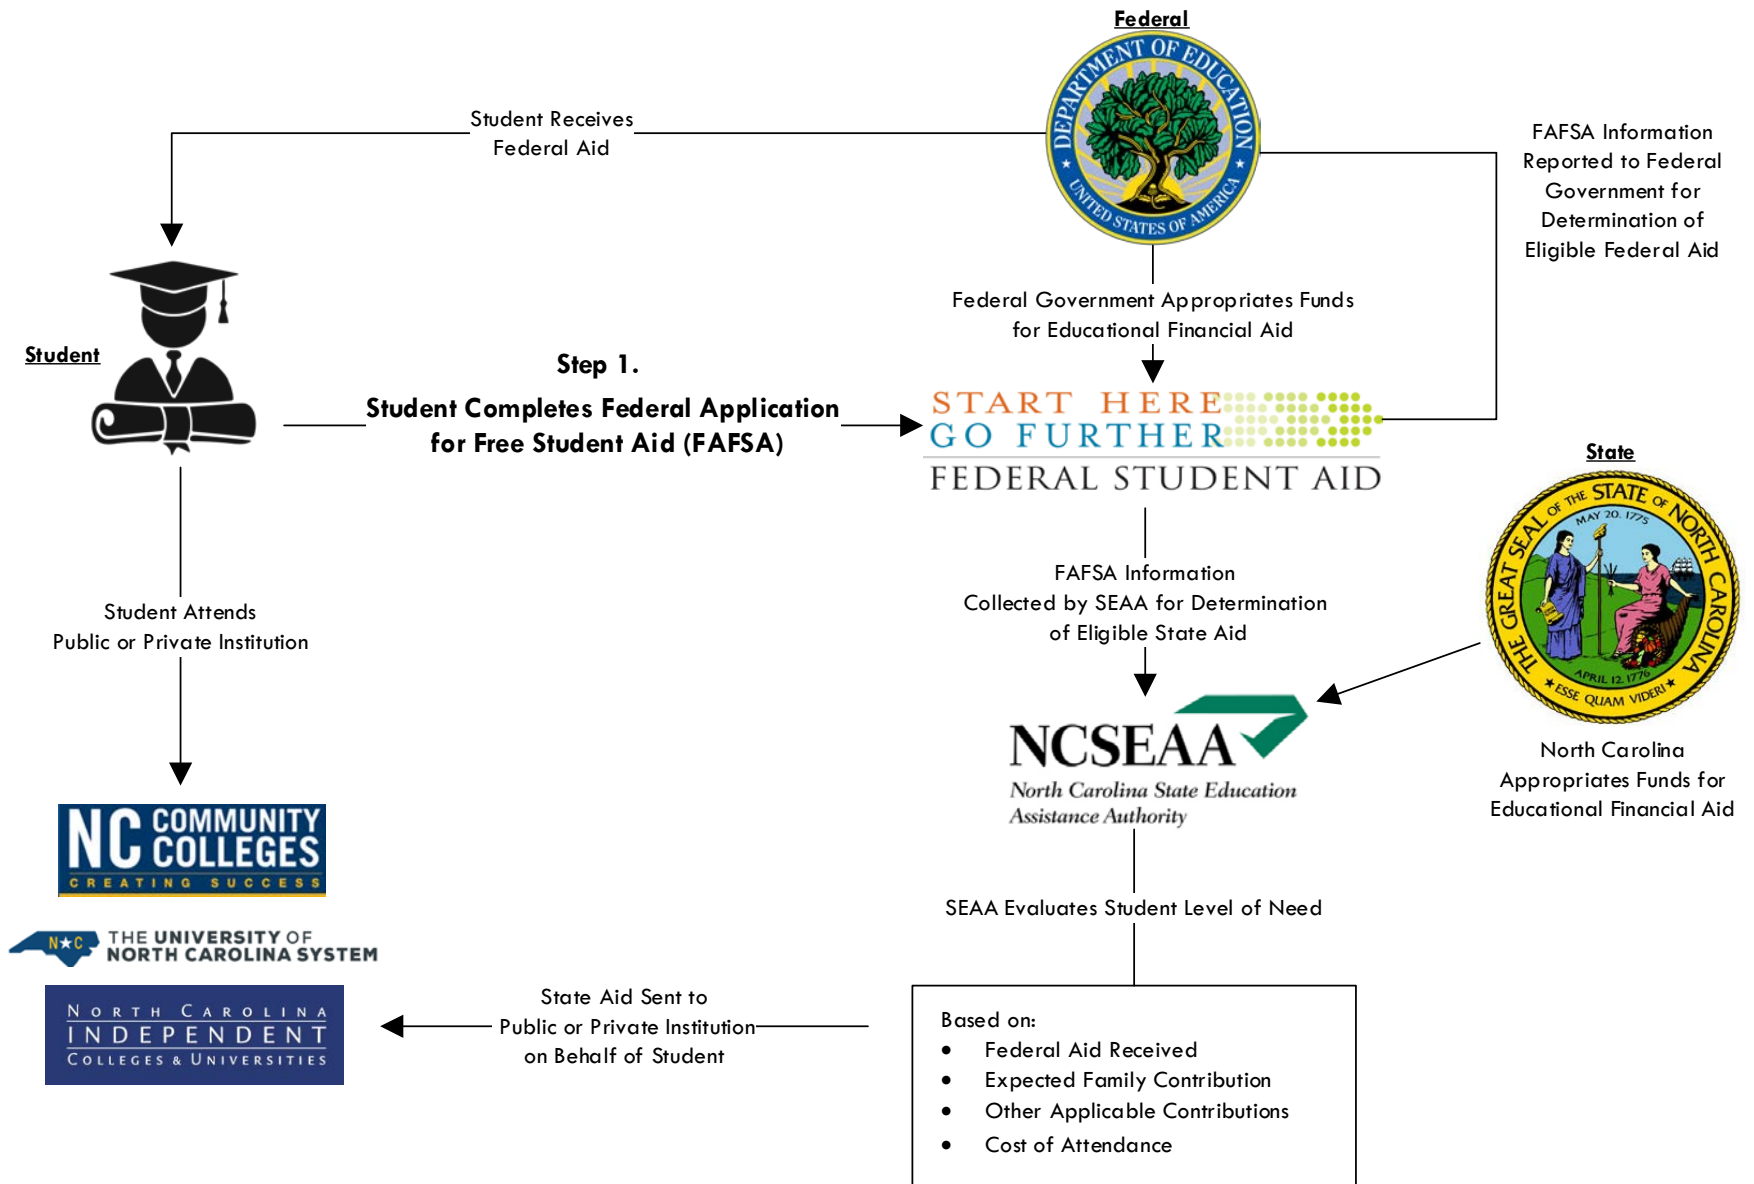 Federal
DEPARTMENT OF EDUCATION
★ UNITED STATES OF AMERICA ★
Student Receives
Federal Aid
FAFSA Information
Reported to Federal
Government for
Determination of
Eligible Federal Aid
Federal Government Appropriates Funds
for Educational Financial Aid
Student
Step 1.
Student Completes Federal Application
for Free Student Aid (FAFSA)
START HERE
GO FURTHER
FEDERAL STUDENT AID
State
THE GREAT SEAL OF THE STATE OF NORTH CAROLINA
MAY 20, 1775
APRIL 12, 1776
★ ESSE QUAM VIDERI ★
FAFSA Information
Collected by SEAA for Determination
of Eligible State Aid
Student Attends
Public or Private Institution
NCSEAA
North Carolina State Education
Assistance Authority
North Carolina
Appropriates Funds for
Educational Financial Aid
NC COMMUNITY
COLLEGES
CREATING SUCCESS
SEAA Evaluates Student Level of Need
N★C THE UNIVERSITY OF
NORTH CAROLINA SYSTEM
NORTH CAROLINA
INDEPENDENT
COLLEGES & UNIVERSITIES
State Aid Sent to
Public or Private Institution
on Behalf of Student
Based on:
• Federal Aid Received
• Expected Family Contribution
• Other Applicable Contributions
• Cost of Attendance